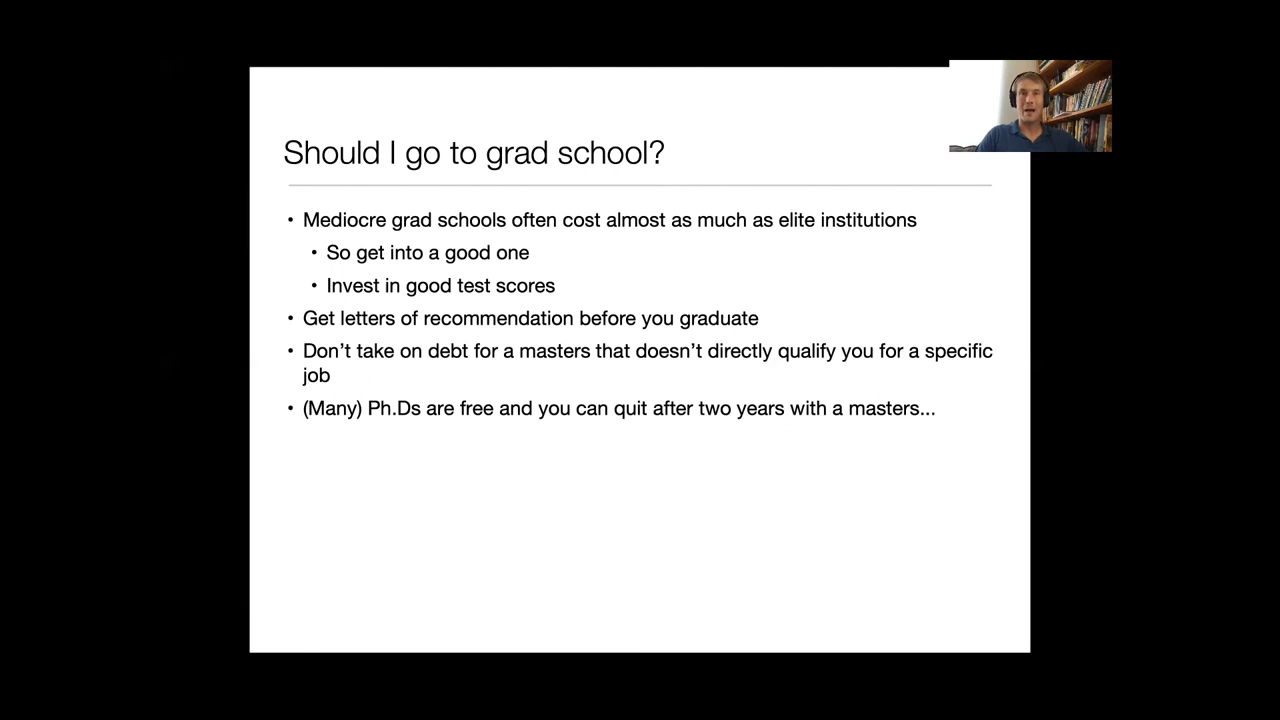 Should I go to grad school?
• Mediocre grad schools often cost almost as much as elite institutions
• So get into a good one
• Invest in good test scores
• Get letters of recommendation before you graduate
• Don’t take on debt for a masters that doesn’t directly qualify you for a specific
job
• (Many) Ph.Ds are free and you can quit after two years with a masters...